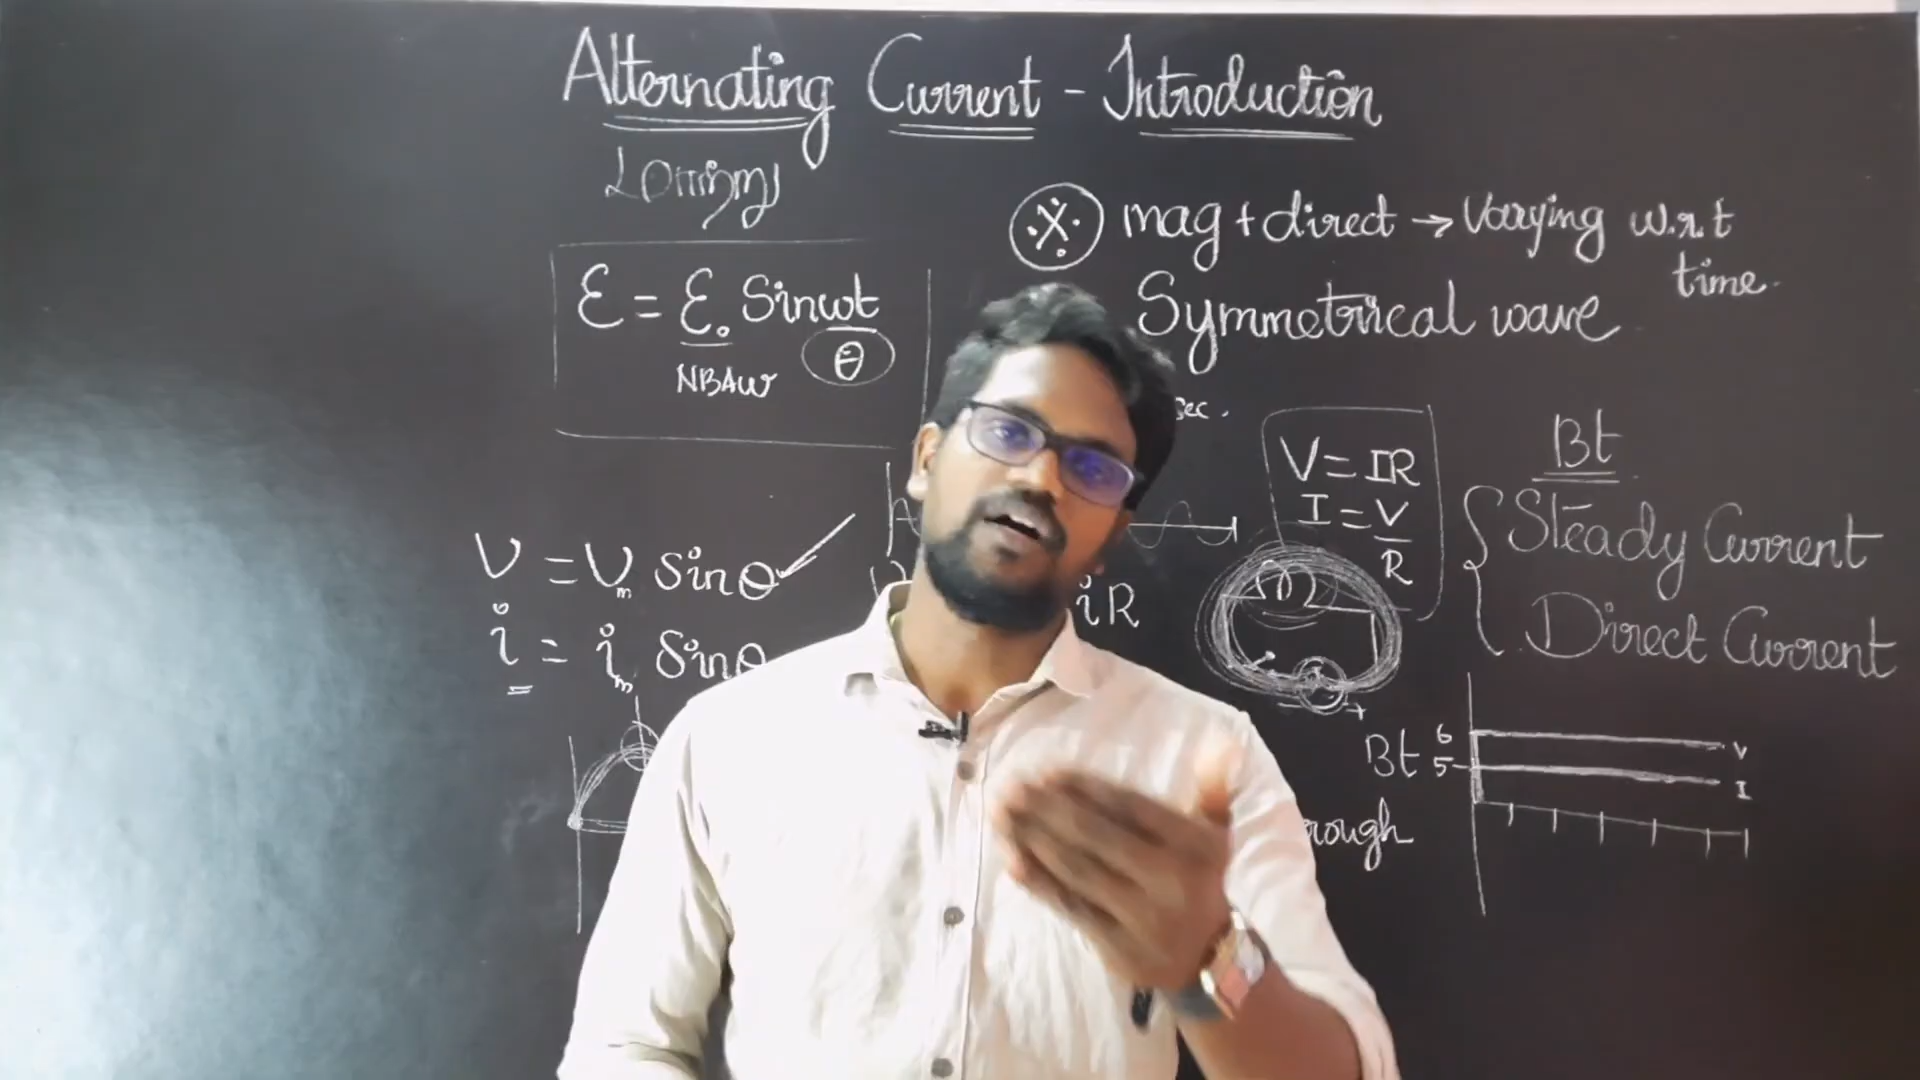 Alternating Current - Introduction
மாறும்
mag + direct → Varying w.r.t
time.
Symmetrical wave
Ɛ = Ɛ₀ Sinωt
θ
NBAω
sec.
V = IR
I = V/R
Bt
Steady Current
Direct Current
V = Vm Sinθ
i = im Sinθ
iR
Bt
6
5
V
I
rough